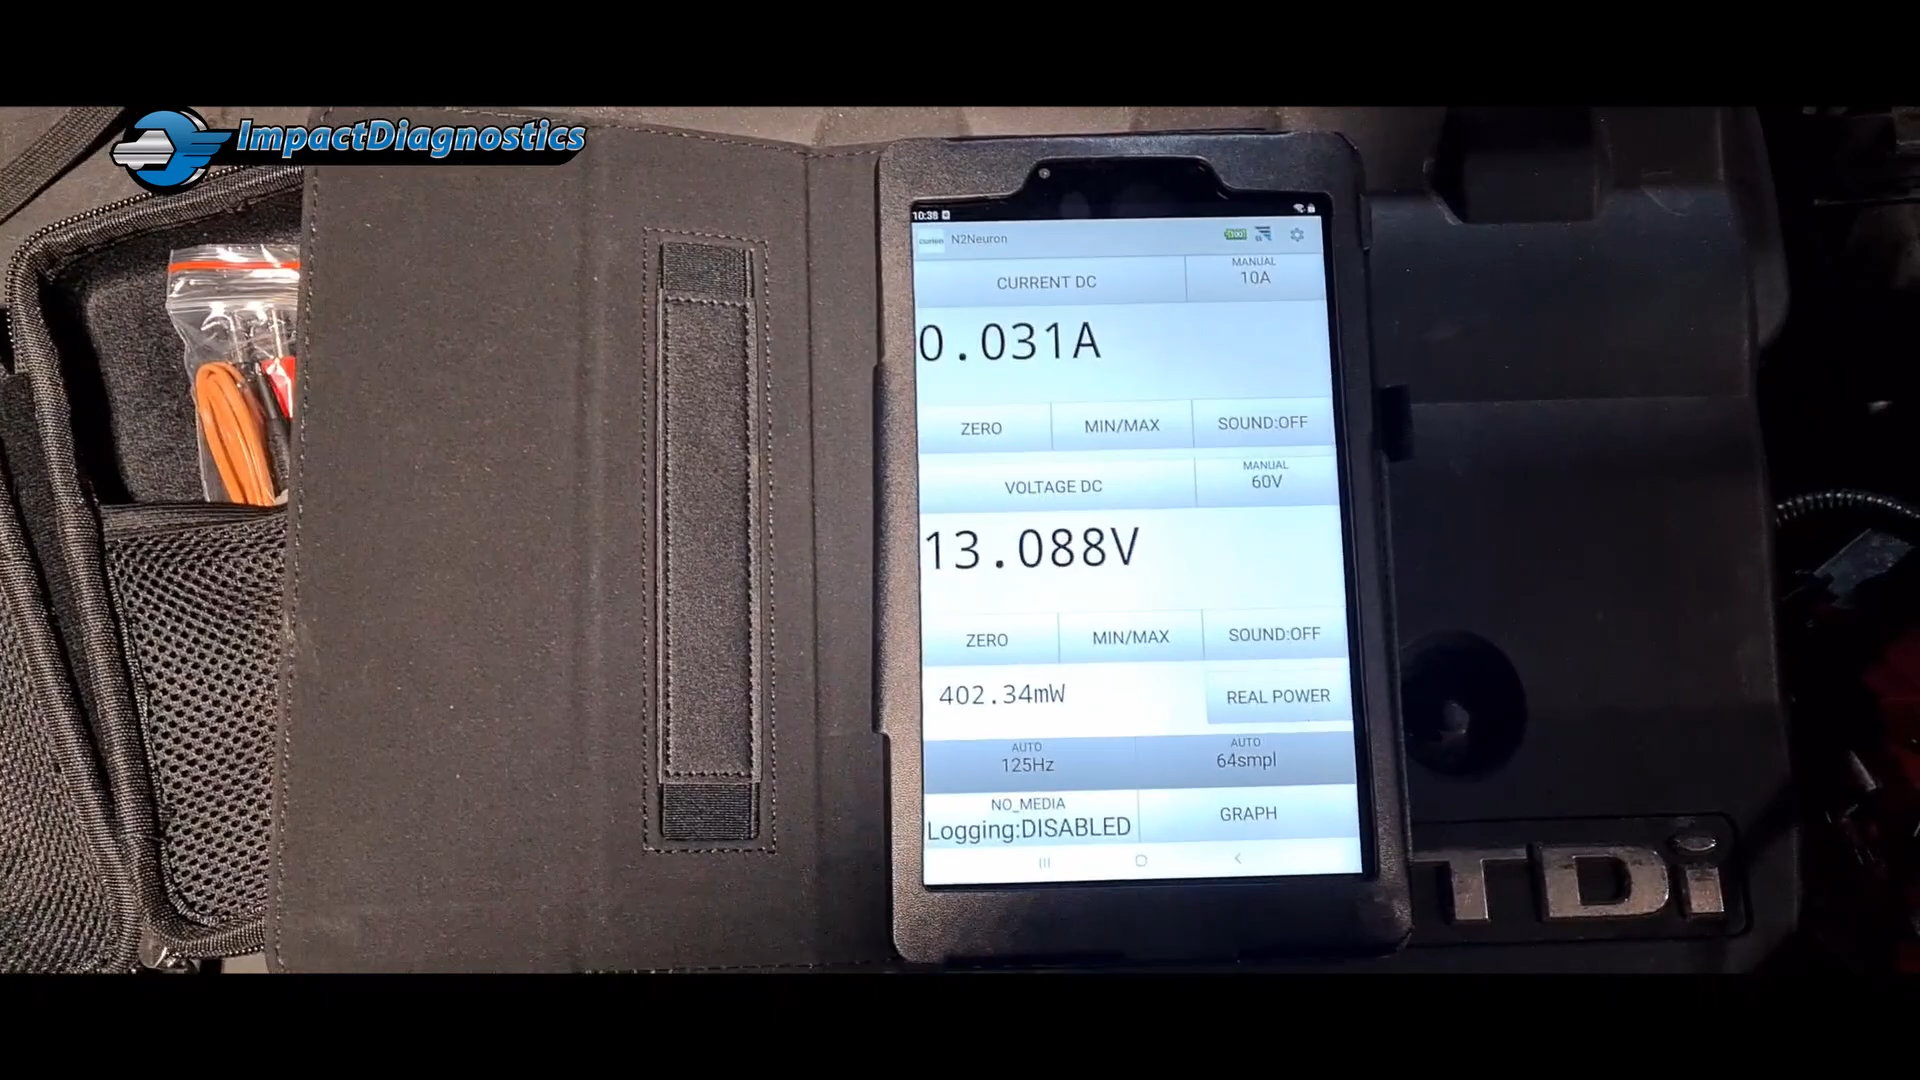 ImpactDiagnostics
10:38
N2Neuron
CURRENT DC
MANUAL
10A
0.031A
ZERO
MIN/MAX
SOUND:OFF
VOLTAGE DC
MANUAL
60V
13.088V
ZERO
MIN/MAX
SOUND:OFF
402.34mW
REAL POWER
AUTO
125Hz
AUTO
64smpl
NO_MEDIA
Logging:DISABLED
GRAPH
TDi